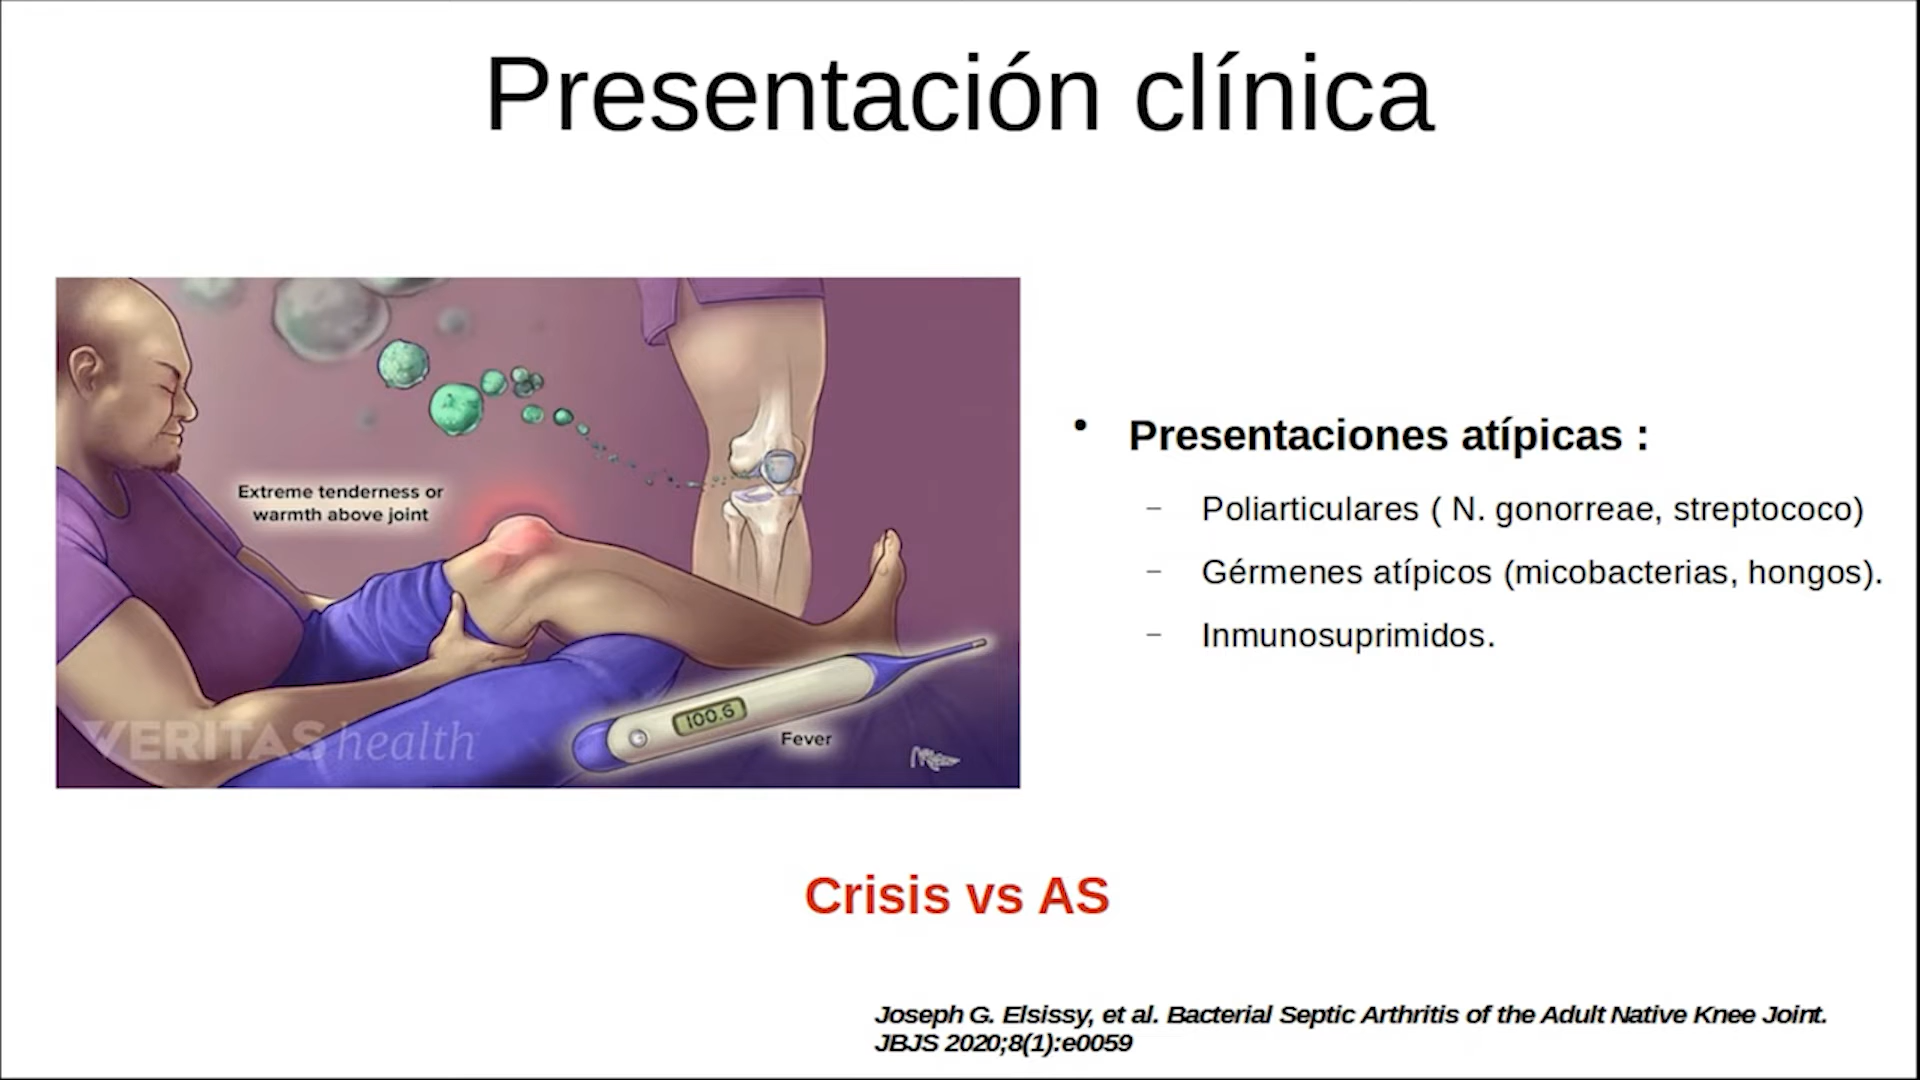 Presentación clínica
Extreme tenderness or
warmth above joint
100.6
Fever
VERITAS health
• Presentaciones atípicas :
– Poliarticulares ( N. gonorreae, streptococo)
– Gérmenes atípicos (micobacterias, hongos).
– Inmunosuprimidos.
Crisis vs AS
Joseph G. Elsissy, et al. Bacterial Septic Arthritis of the Adult Native Knee Joint.
JBJS 2020;8(1):e0059